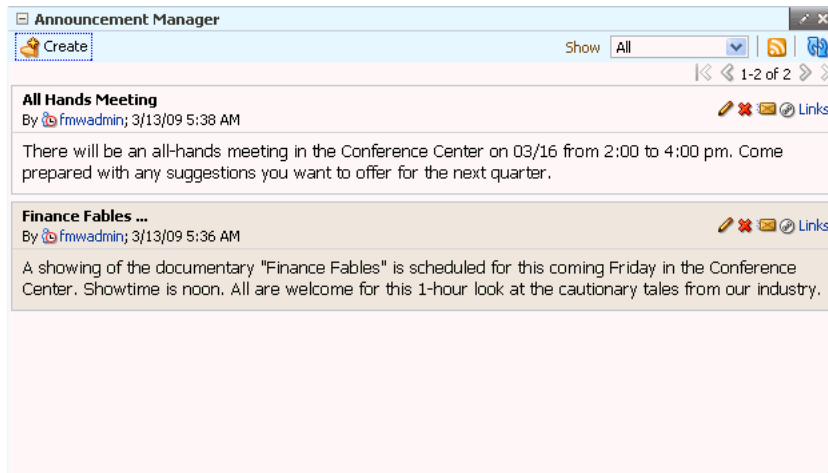 Announcement Manager
Create
Show All
1-2 of 2
All Hands Meeting
By fmwadmin; 3/13/09 5:38 AM
Links
There will be an all-hands meeting in the Conference Center on 03/16 from 2:00 to 4:00 pm. Come
prepared with any suggestions you want to offer for the next quarter.
Finance Fables ...
By fmwadmin; 3/13/09 5:36 AM
Links
A showing of the documentary "Finance Fables" is scheduled for this coming Friday in the Conference
Center. Showtime is noon. All are welcome for this 1-hour look at the cautionary tales from our industry.